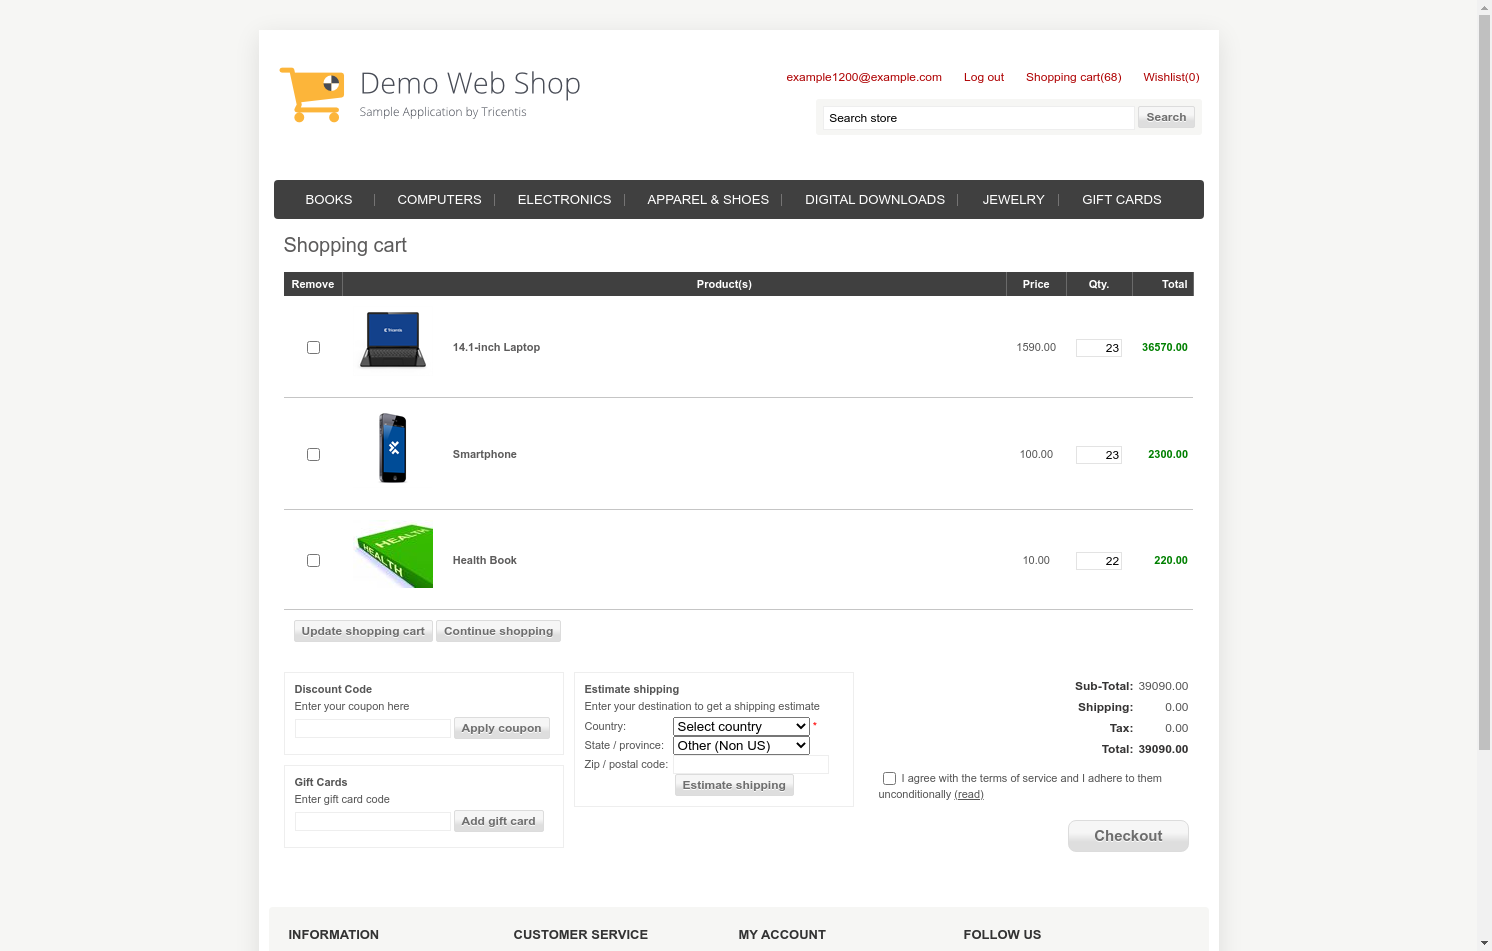 Demo Web Shop
Sample Application by Tricentis
example1200@example.com Log out Shopping cart(68) Wishlist(0)
Search store Search
BOOKS COMPUTERS ELECTRONICS APPAREL & SHOES DIGITAL DOWNLOADS JEWELRY GIFT CARDS
Shopping cart
Remove Product(s) Price Qty. Total
Tricentis
14.1-inch Laptop 1590.00 23 36570.00
Smartphone 100.00 23 2300.00
HEALTH
HEALTH
Health Book 10.00 22 220.00
Update shopping cart Continue shopping
Discount Code
Enter your coupon here
Apply coupon
Gift Cards
Enter gift card code
Add gift card
Estimate shipping
Enter your destination to get a shipping estimate
Country: Select country *
State / province: Other (Non US)
Zip / postal code:
Estimate shipping
Sub-Total: 39090.00
Shipping: 0.00
Tax: 0.00
Total: 39090.00
I agree with the terms of service and I adhere to them
unconditionally (read)
Checkout
INFORMATION CUSTOMER SERVICE MY ACCOUNT FOLLOW US